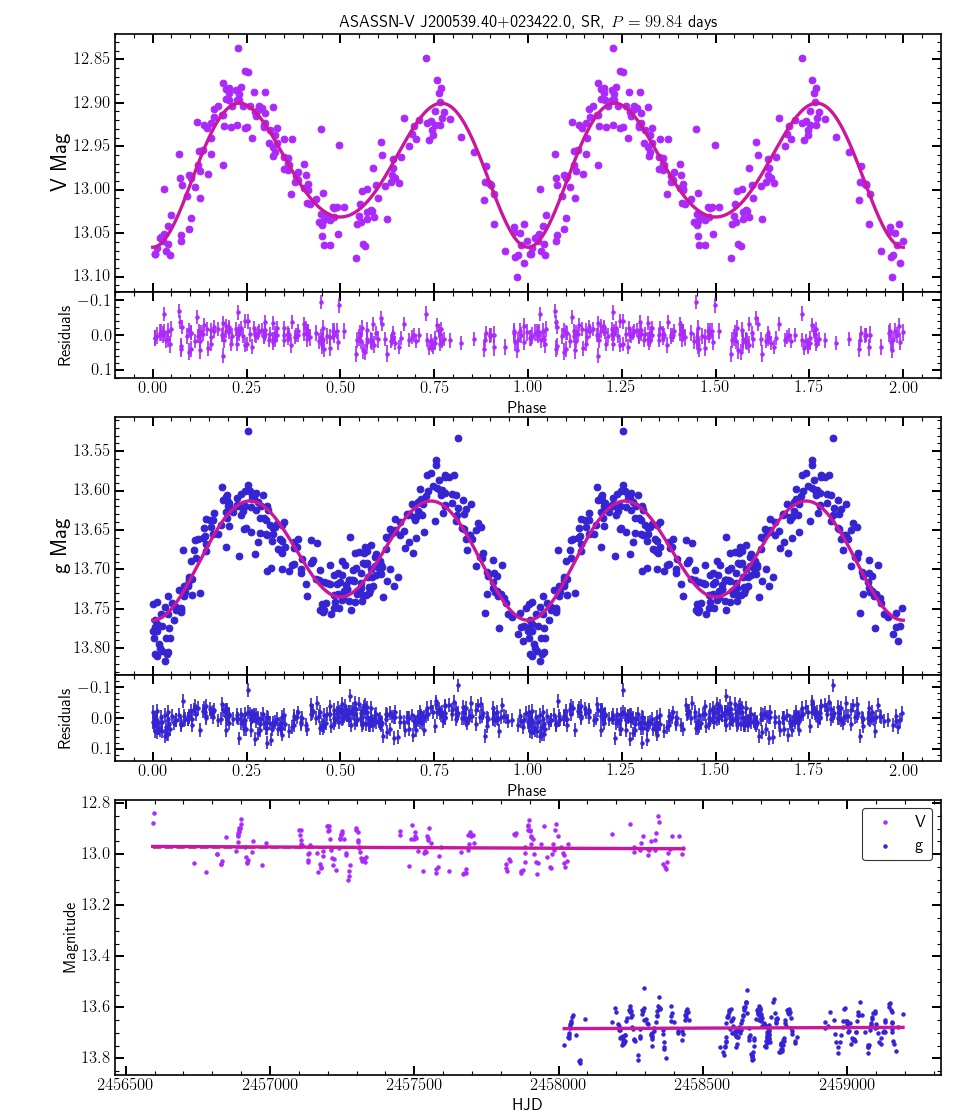 ASASSN-V J200539.40+023422.0, SR, P = 99.84 days
12.85
12.90
12.95
13.00
13.05
13.10
V Mag
−0.1
0.0
0.1
Residuals
0.00 0.25 0.50 0.75 1.00 1.25 1.50 1.75 2.00
Phase
13.55
13.60
13.65
13.70
13.75
13.80
g Mag
−0.1
0.0
0.1
Residuals
0.00 0.25 0.50 0.75 1.00 1.25 1.50 1.75 2.00
Phase
12.8
13.0
13.2
13.4
13.6
13.8
Magnitude
V
g
2456500 2457000 2457500 2458000 2458500 2459000
HJD